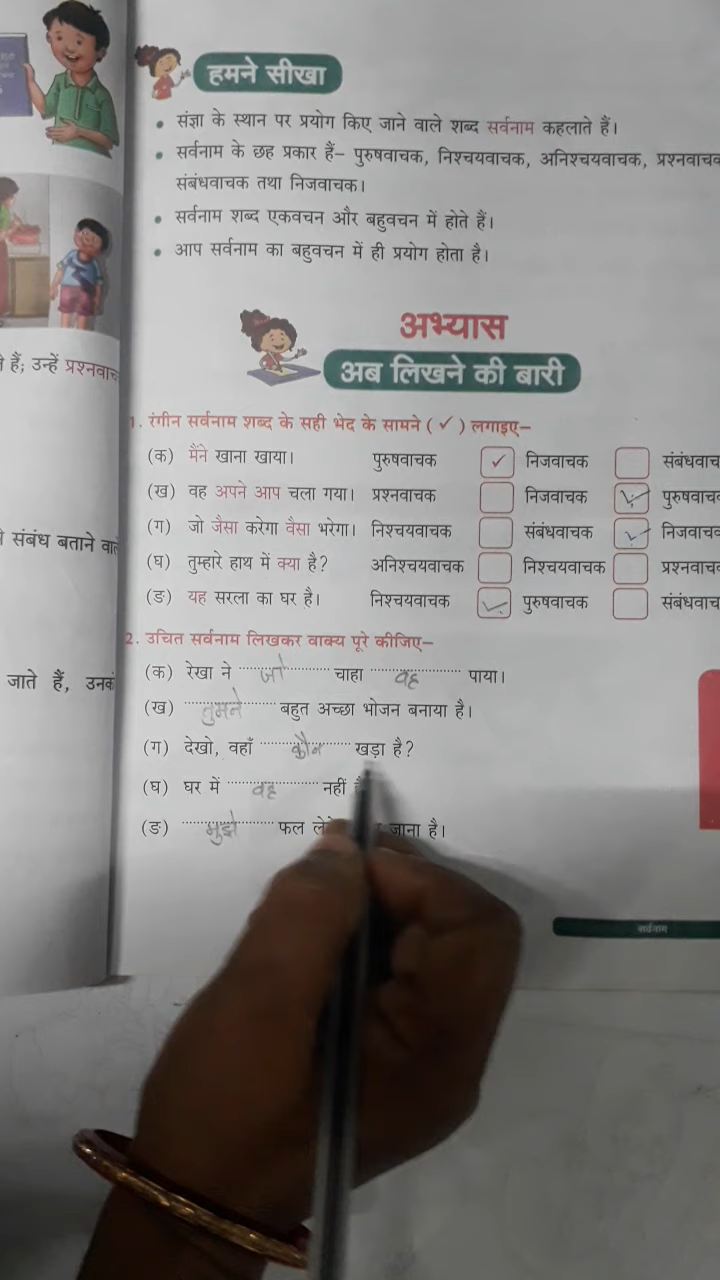 हमने सीखा
• संज्ञा के स्थान पर प्रयोग किए जाने वाले शब्द सर्वनाम कहलाते हैं।
• सर्वनाम के छह प्रकार हैं– पुरुषवाचक, निश्चयवाचक, अनिश्चयवाचक, प्रश्नवाचक
संबंधवाचक तथा निजवाचक।
• सर्वनाम शब्द एकवचन और बहुवचन में होते हैं।
• आप सर्वनाम का बहुवचन में ही प्रयोग होता है।
हैं; उन्हें प्रश्नवाच
संबंध बताने वाले
जाते हैं, उनको
अभ्यास
अब लिखने की बारी
1. रंगीन सर्वनाम शब्द के सही भेद के सामने (✓) लगाइए–
(क) मैंने खाना खाया। पुरुषवाचक ✓ निजवाचक संबंधवाच
(ख) वह अपने आप चला गया। प्रश्नवाचक निजवाचक ✓ पुरुषवाचक
(ग) जो जैसा करेगा वैसा भरेगा। निश्चयवाचक संबंधवाचक ✓ निजवाचक
(घ) तुम्हारे हाथ में क्या है? अनिश्चयवाचक निश्चयवाचक प्रश्नवाचक
(ङ) यह सरला का घर है। निश्चयवाचक ✓ पुरुषवाचक संबंधवाच
2. उचित सर्वनाम लिखकर वाक्य पूरे कीजिए–
(क) रेखा ने जो चाहा वह पाया।
(ख) तुमने बहुत अच्छा भोजन बनाया है।
(ग) देखो, वहाँ कौन खड़ा है?
(घ) घर में वह नहीं
(ङ) मुझे फल जाना है।
सर्वनाम